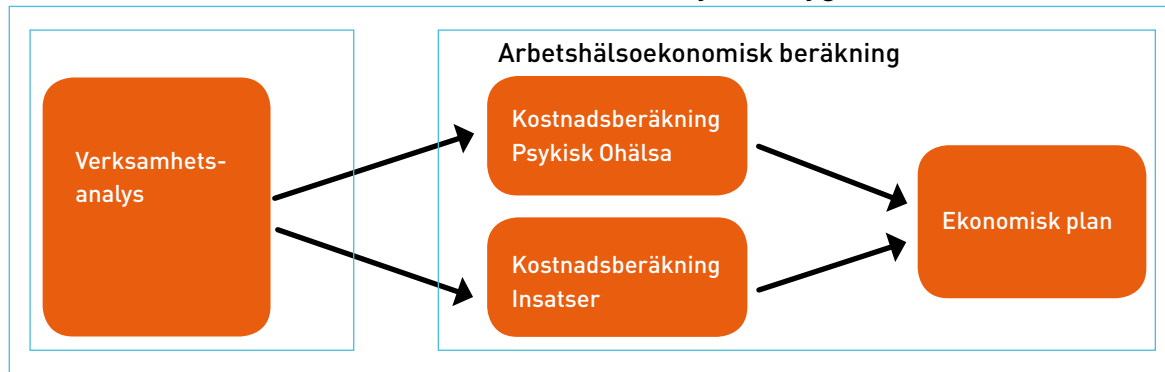 Arbetshälsoekonomisk beräkning
Verksamhets-
analys
Kostnadsberäkning
Psykisk Ohälsa
Kostnadsberäkning
Insatser
Ekonomisk plan